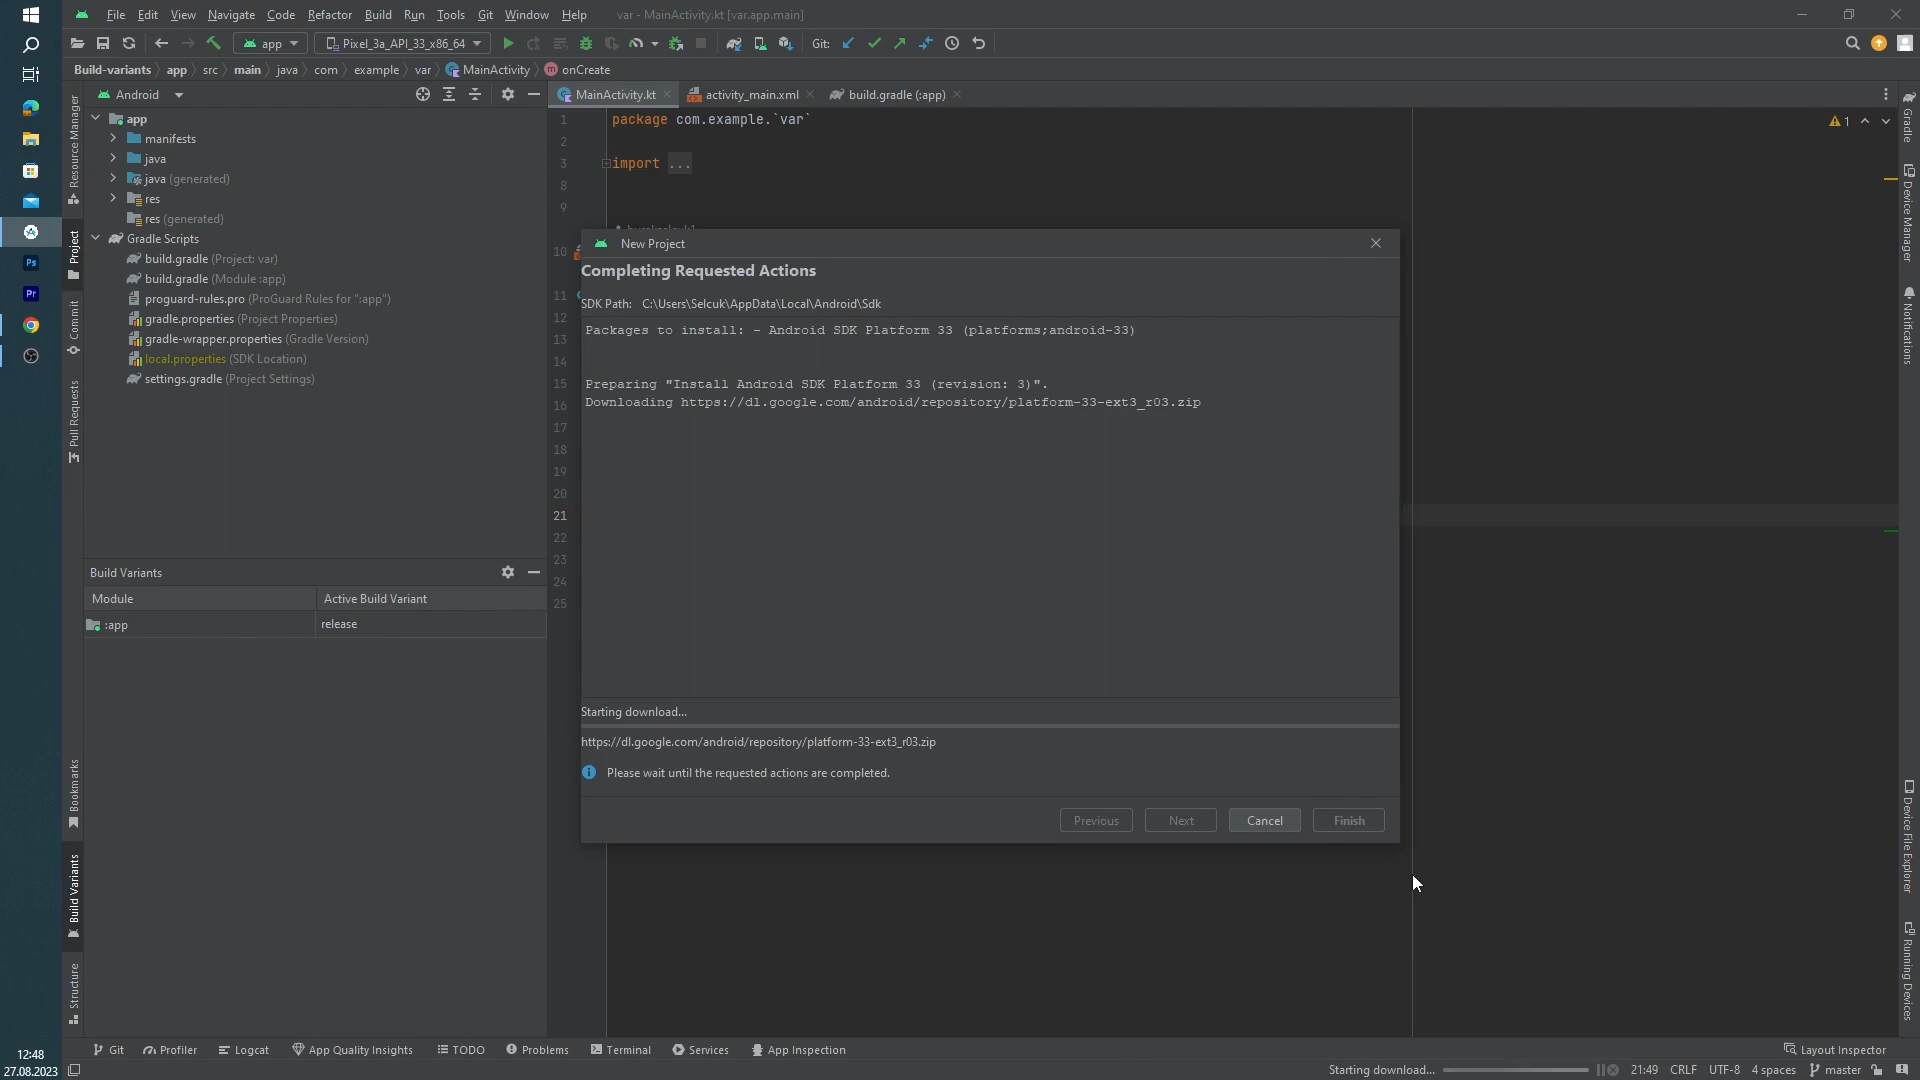 File Edit View Navigate Code Refactor Build Run Tools Git Window Help var - MainActivity.kt [var.app.main]
app Pixel_3a_API_33_x86_64 Git:
Build-variants app src main java com example var MainActivity onCreate
Android
MainActivity.kt activity_main.xml build.gradle (:app)
Resource Manager
Project
Commit
Pull Requests
Bookmarks
Build Variants
Structure
app
manifests
java
java (generated)
res
res (generated)
Gradle Scripts
build.gradle (Project: var)
build.gradle (Module :app)
proguard-rules.pro (ProGuard Rules for ":app")
gradle.properties (Project Properties)
gradle-wrapper.properties (Gradle Version)
local.properties (SDK Location)
settings.gradle (Project Settings)
Build Variants
Module Active Build Variant
:app release
1 package com.example.`var`
2
3 import ...
8
9
10
11
12
13
14
15
16
17
18
19
20
21
22
23
24
25
1
New Project
Completing Requested Actions
SDK Path: C:\Users\Selcuk\AppData\Local\Android\Sdk
Packages to install: - Android SDK Platform 33 (platforms;android-33)
Preparing "Install Android SDK Platform 33 (revision: 3)".
Downloading https://dl.google.com/android/repository/platform-33-ext3_r03.zip
Starting download...
https://dl.google.com/android/repository/platform-33-ext3_r03.zip
Please wait until the requested actions are completed.
Previous Next Cancel Finish
Gradle
Device Manager
Notifications
Device File Explorer
Running Devices
Ps
Pr
Git Profiler Logcat App Quality Insights TODO Problems Terminal Services App Inspection Layout Inspector
Starting download... 21:49 CRLF UTF-8 4 spaces master
12:48
27.08.2023